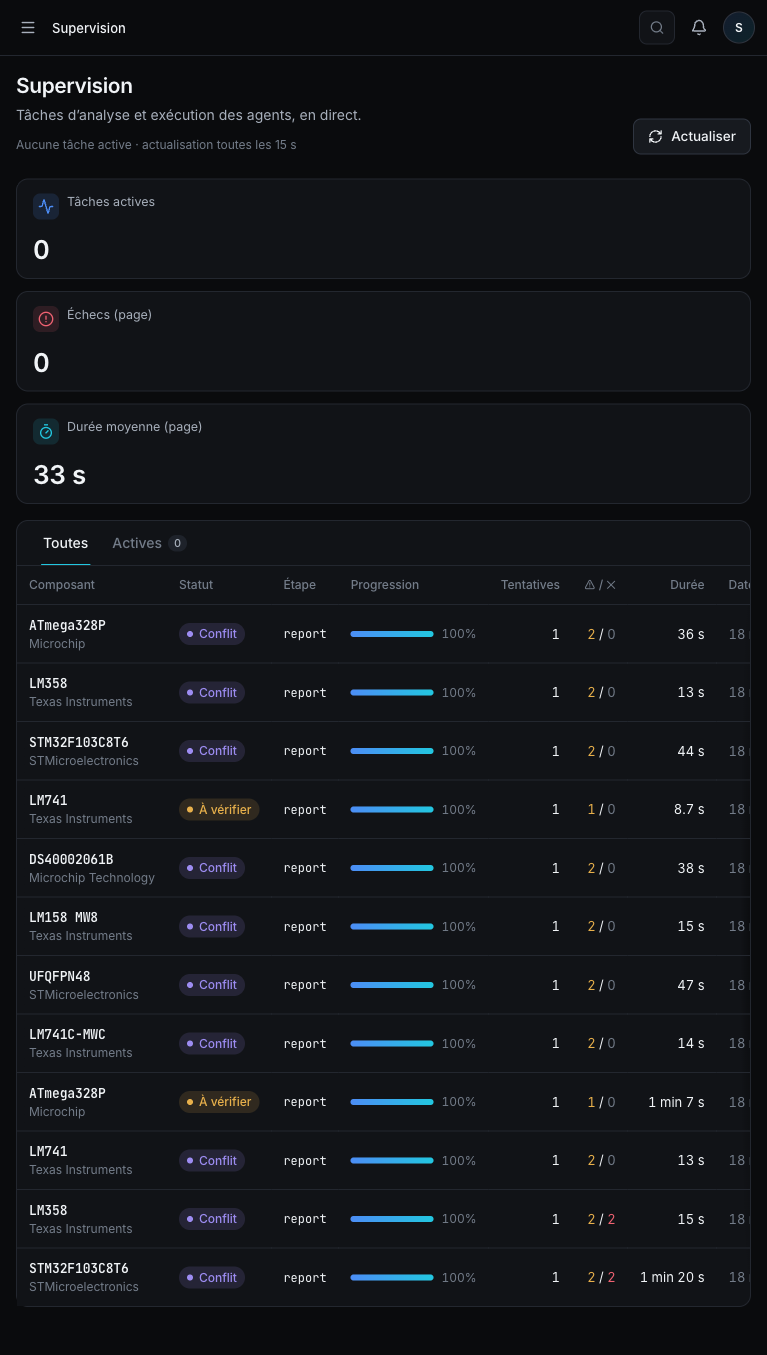 Supervision
S
Supervision
Tâches d'analyse et exécution des agents, en direct.
Aucune tâche active · actualisation toutes les 15 s
Actualiser
Tâches actives
0
Échecs (page)
0
Durée moyenne (page)
33 s
Toutes Actives 0
Composant Statut Étape Progression Tentatives ⚠ / × Durée Date
ATmega328P
Microchip
Conflit report 100% 1 2 / 0 36 s 18
LM358
Texas Instruments
Conflit report 100% 1 2 / 0 13 s 18
STM32F103C8T6
STMicroelectronics
Conflit report 100% 1 2 / 0 44 s 18
LM741
Texas Instruments
À vérifier report 100% 1 1 / 0 8.7 s 18
DS40002061B
Microchip Technology
Conflit report 100% 1 2 / 0 38 s 18
LM158 MW8
Texas Instruments
Conflit report 100% 1 2 / 0 15 s 18
UFQFPN48
STMicroelectronics
Conflit report 100% 1 2 / 0 47 s 18
LM741C-MWC
Texas Instruments
Conflit report 100% 1 2 / 0 14 s 18
ATmega328P
Microchip
À vérifier report 100% 1 1 / 0 1 min 7 s 18
LM741
Texas Instruments
Conflit report 100% 1 2 / 0 13 s 18
LM358
Texas Instruments
Conflit report 100% 1 2 / 2 15 s 18
STM32F103C8T6
STMicroelectronics
Conflit report 100% 1 2 / 2 1 min 20 s 18